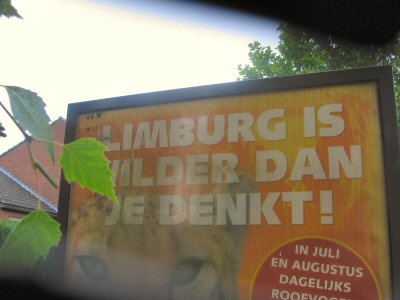 LIMBURG IS
WILDER DAN
JE DENKT!
IN JULI
EN AUGUSTUS
DAGELIJKS